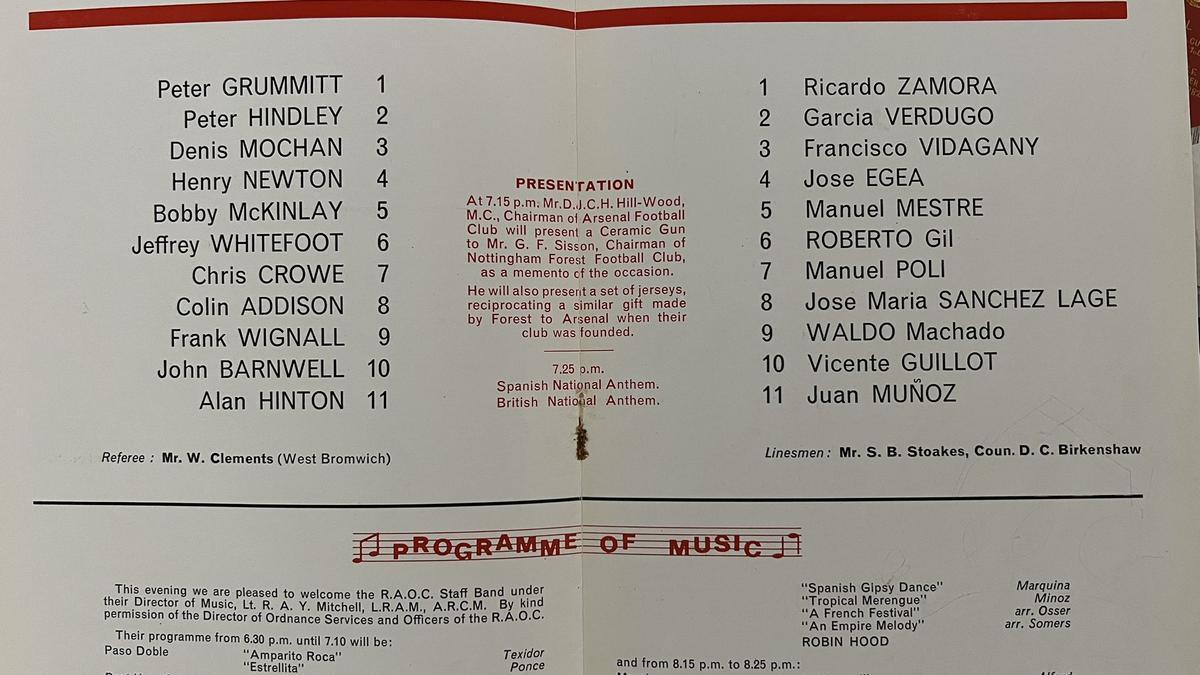 Peter GRUMMITT 1
Peter HINDLEY 2
Denis MOCHAN 3
Henry NEWTON 4
Bobby McKINLAY 5
Jeffrey WHITEFOOT 6
Chris CROWE 7
Colin ADDISON 8
Frank WIGNALL 9
John BARNWELL 10
Alan HINTON 11
Referee : Mr. W. Clements (West Bromwich)
PRESENTATION
At 7.15 p.m. Mr.D.J.C.H. Hill-Wood,
M.C., Chairman of Arsenal Football
Club will present a Ceramic Gun
to Mr. G. F. Sisson, Chairman of
Nottingham Forest Football Club,
as a memento of the occasion.
He will also present a set of jerseys,
reciprocating a similar gift made
by Forest to Arsenal when their
club was founded.
7.25 p.m.
Spanish National Anthem.
British National Anthem.
1 Ricardo ZAMORA
2 Garcia VERDUGO
3 Francisco VIDAGANY
4 Jose EGEA
5 Manuel MESTRE
6 ROBERTO Gil
7 Manuel POLI
8 Jose Maria SANCHEZ LAGE
9 WALDO Machado
10 Vicente GUILLOT
11 Juan MUÑOZ
Linesmen : Mr. S. B. Stoakes, Coun. D. C. Birkenshaw
PROGRAMME OF MUSIC
This evening we are pleased to welcome the R.A.O.C. Staff Band under
their Director of Music, Lt. R. A. Y. Mitchell, L.R.A.M., A.R.C.M. By kind
permission of the Director of Ordnance Services and Officers of the R.A.O.C.
Their programme from 6.30 p.m. until 7.10 will be:
Paso Doble "Amparito Roca" Texidor
"Estrellita" Ponce
"Spanish Gipsy Dance" Marquina
"Tropical Merengue" Minoz
"A French Festival" arr. Osser
"An Empire Melody" arr. Somers
ROBIN HOOD
and from 8.15 p.m. to 8.25 p.m.: